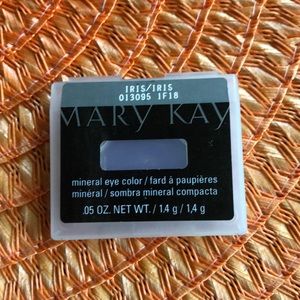 IRIS/IRIS
013095 1F18
MARY KAY
mineral eye color / fard à paupières
minéral / sombra mineral compacta
.05 OZ. NET WT. / 1.4 g / 1,4 g